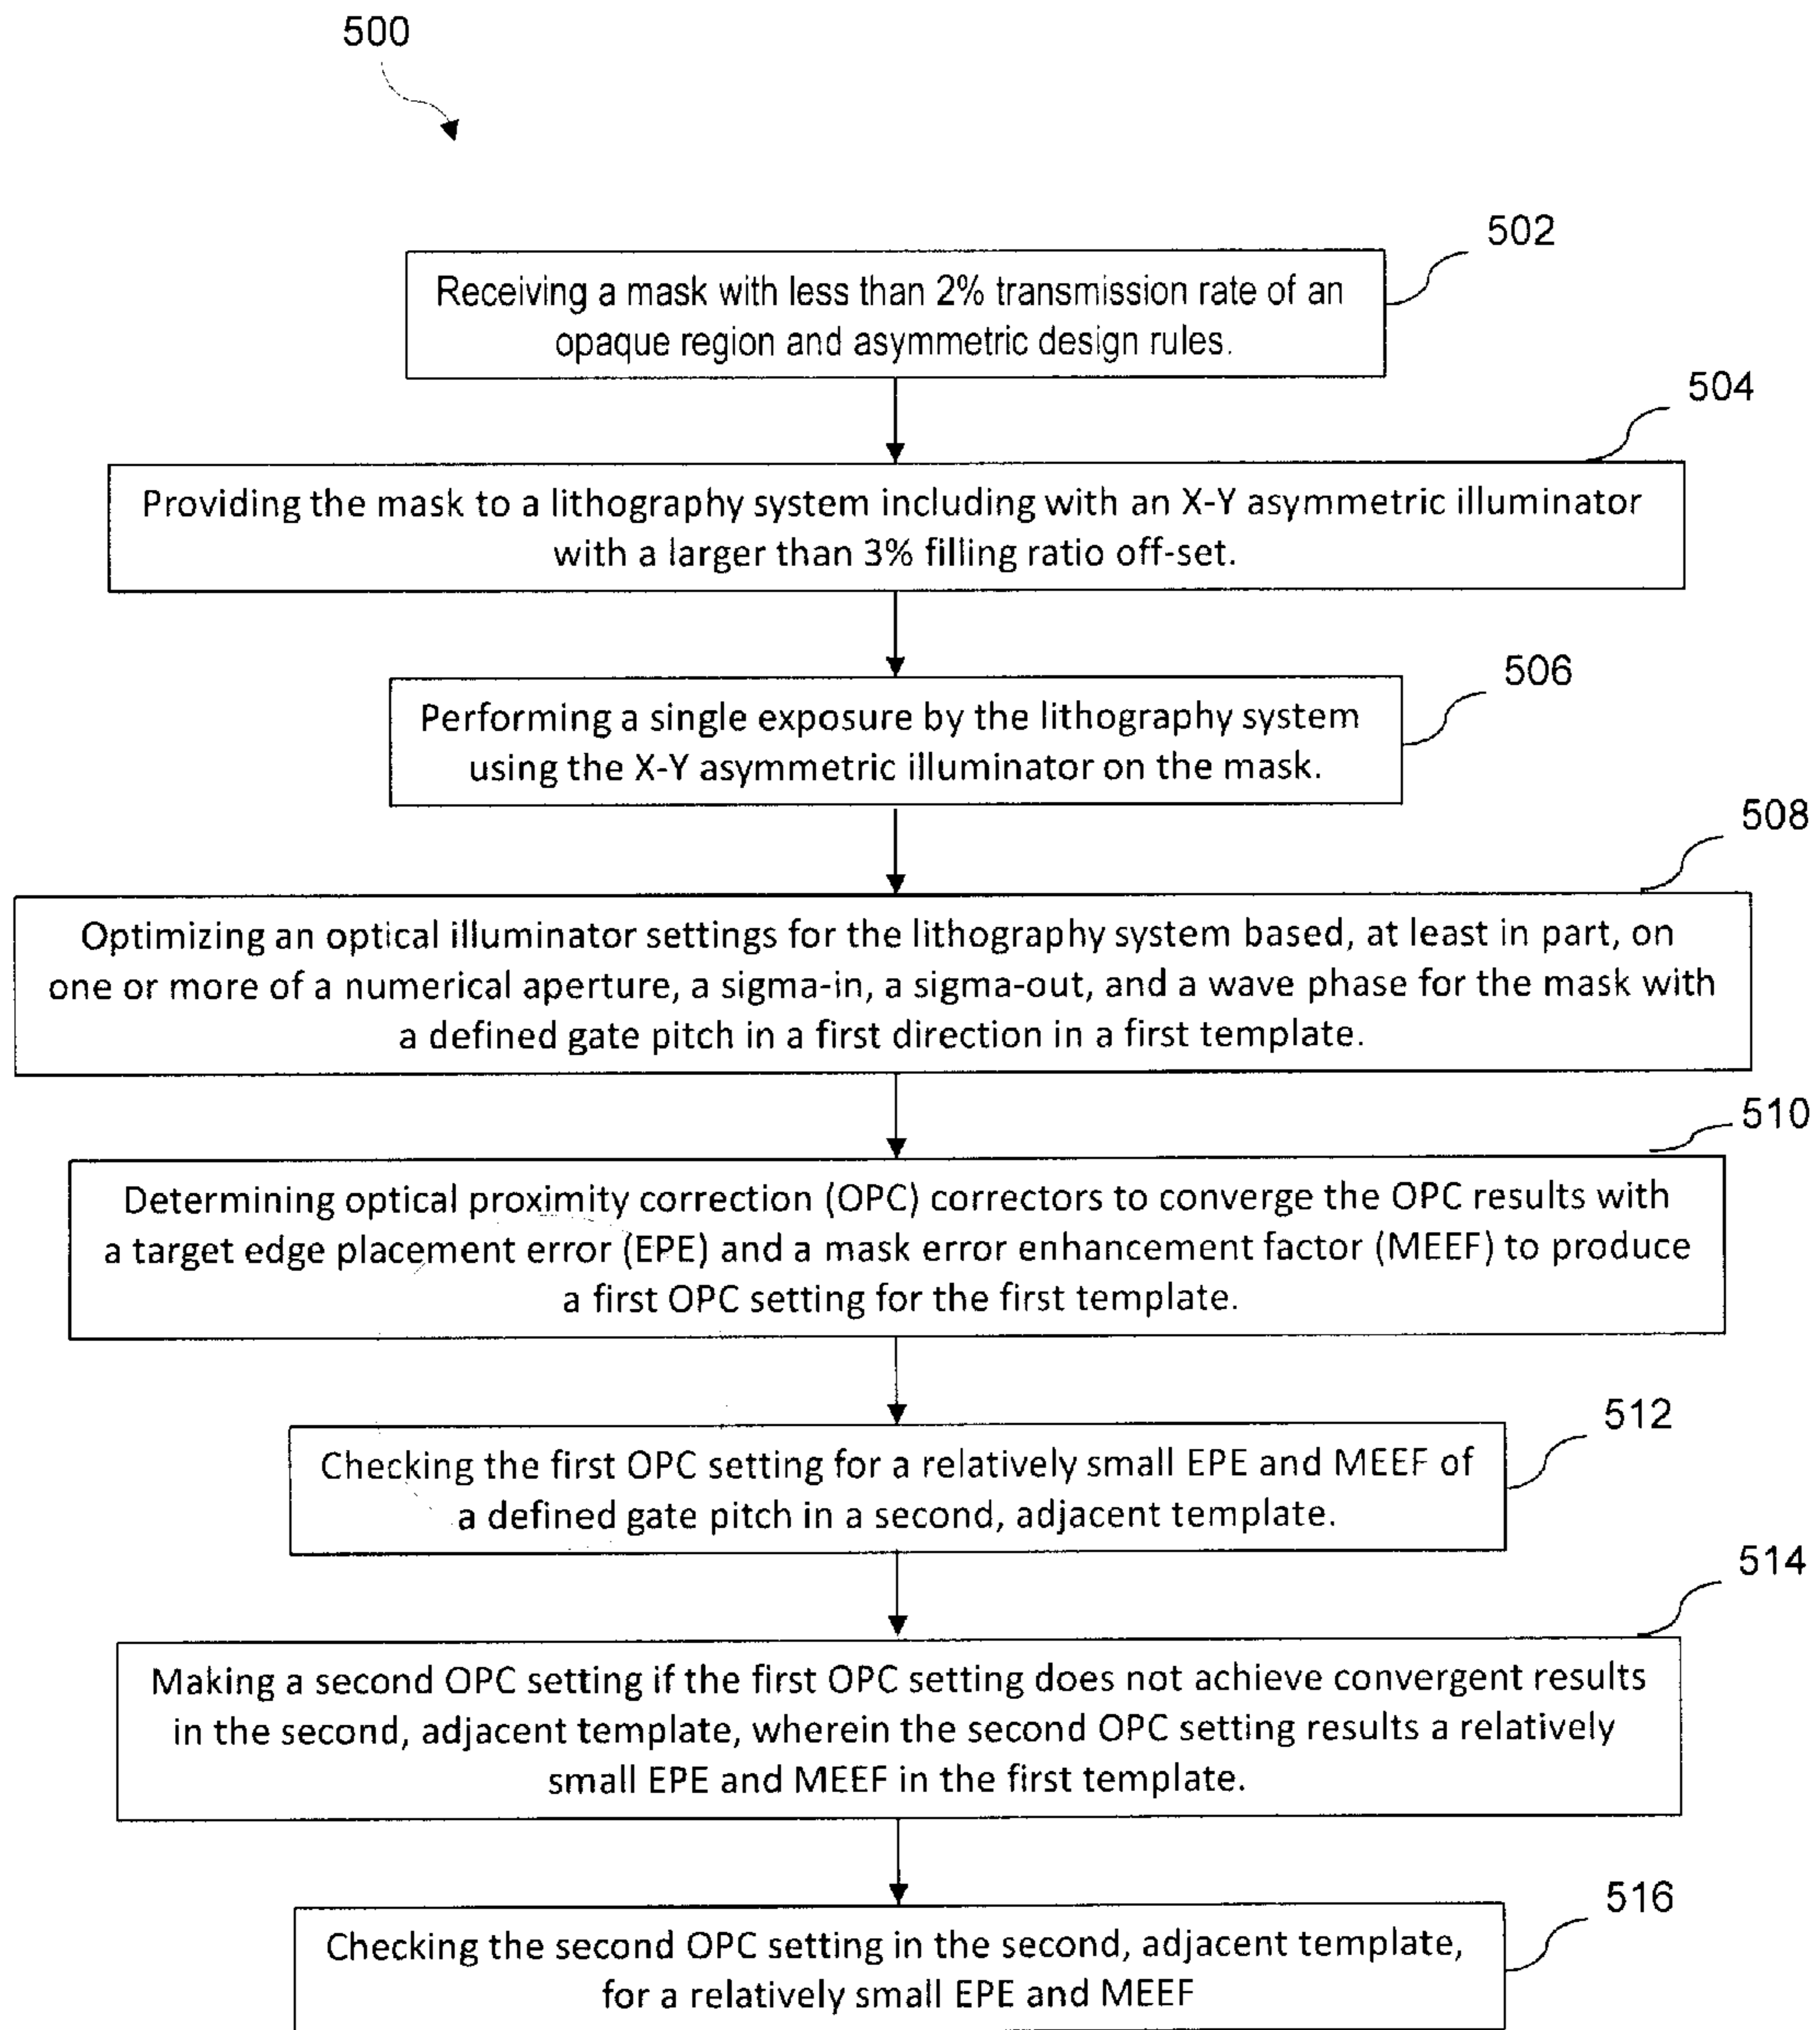 500
502
Receiving a mask with less than 2% transmission rate of an
opaque region and asymmetric design rules.
504
Providing the mask to a lithography system including with an X-Y asymmetric illuminator
with a larger than 3% filling ratio off-set.
506
Performing a single exposure by the lithography system
using the X-Y asymmetric illuminator on the mask.
508
Optimizing an optical illuminator settings for the lithography system based, at least in part, on
one or more of a numerical aperture, a sigma-in, a sigma-out, and a wave phase for the mask with
a defined gate pitch in a first direction in a first template.
510
Determining optical proximity correction (OPC) correctors to converge the OPC results with
a target edge placement error (EPE) and a mask error enhancement factor (MEEF) to produce
a first OPC setting for the first template.
512
Checking the first OPC setting for a relatively small EPE and MEEF of
a defined gate pitch in a second, adjacent template.
514
Making a second OPC setting if the first OPC setting does not achieve convergent results
in the second, adjacent template, wherein the second OPC setting results a relatively
small EPE and MEEF in the first template.
516
Checking the second OPC setting in the second, adjacent template,
for a relatively small EPE and MEEF